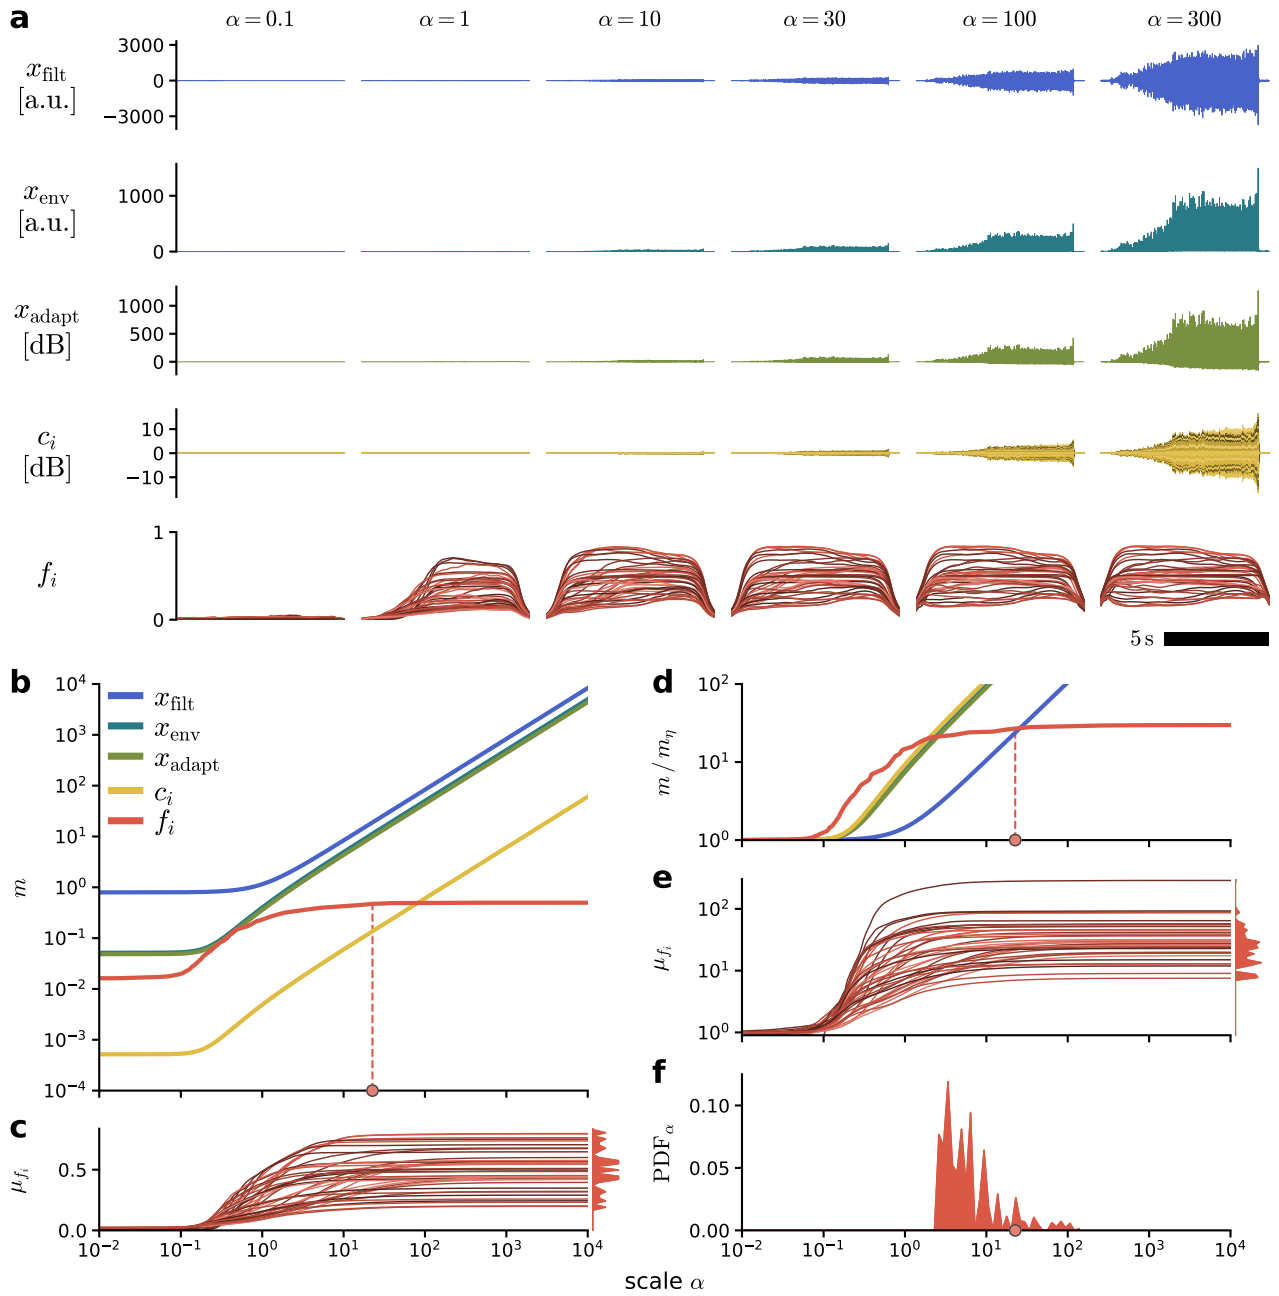 a
α = 0.1 α = 1 α = 10 α = 30 α = 100 α = 300
x_filt
[a.u.]
3000
0
−3000
x_env
[a.u.]
1000
0
x_adapt
[dB]
1000
500
0
c_i
[dB]
10
0
−10
f_i
1
0
5 s
b
10^4
10^3
10^2
10^1
10^0
10^−1
10^−2
10^−3
10^−4
m
x_filt
x_env
x_adapt
c_i
f_i
c
μ_{f_i}
0.5
0.0
10^−2 10^−1 10^0 10^1 10^2 10^3 10^4
d
m / m_η
10^2
10^1
10^0
e
μ_{f_i}
10^2
10^1
10^0
f
PDF_α
0.10
0.05
0.00
10^−2 10^−1 10^0 10^1 10^2 10^3 10^4
scale α